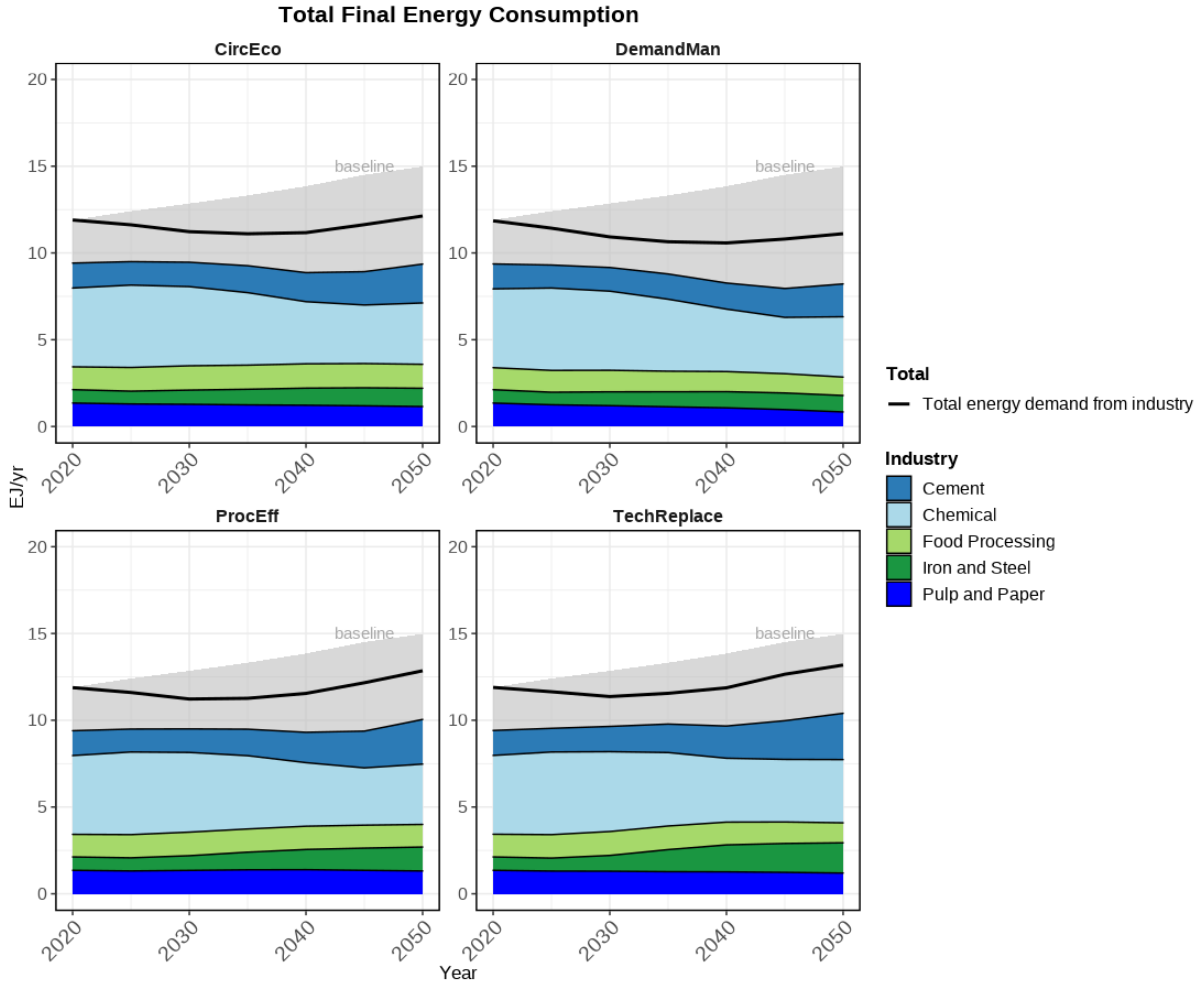 Total Final Energy Consumption
CircEco
DemandMan
20
15
10
5
0
baseline
2020
2030
2040
2050
20
15
10
5
0
baseline
2020
2030
2040
2050
EJ/yr
ProcEff
TechReplace
20
15
10
5
0
baseline
2020
2030
2040
2050
20
15
10
5
0
baseline
2020
2030
2040
2050
Year
Total
Total energy demand from industry
Industry
Cement
Chemical
Food Processing
Iron and Steel
Pulp and Paper